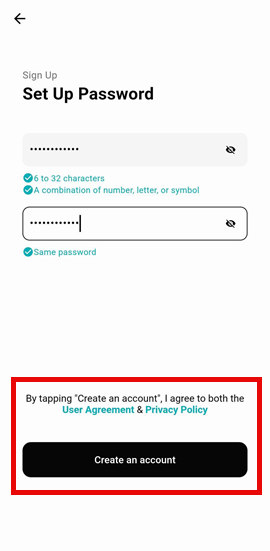 Sign Up
Set Up Password
••••••••••••
6 to 32 characters
A combination of number, letter, or symbol
••••••••••••
Same password
By tapping "Create an account", I agree to both the
User Agreement & Privacy Policy
Create an account